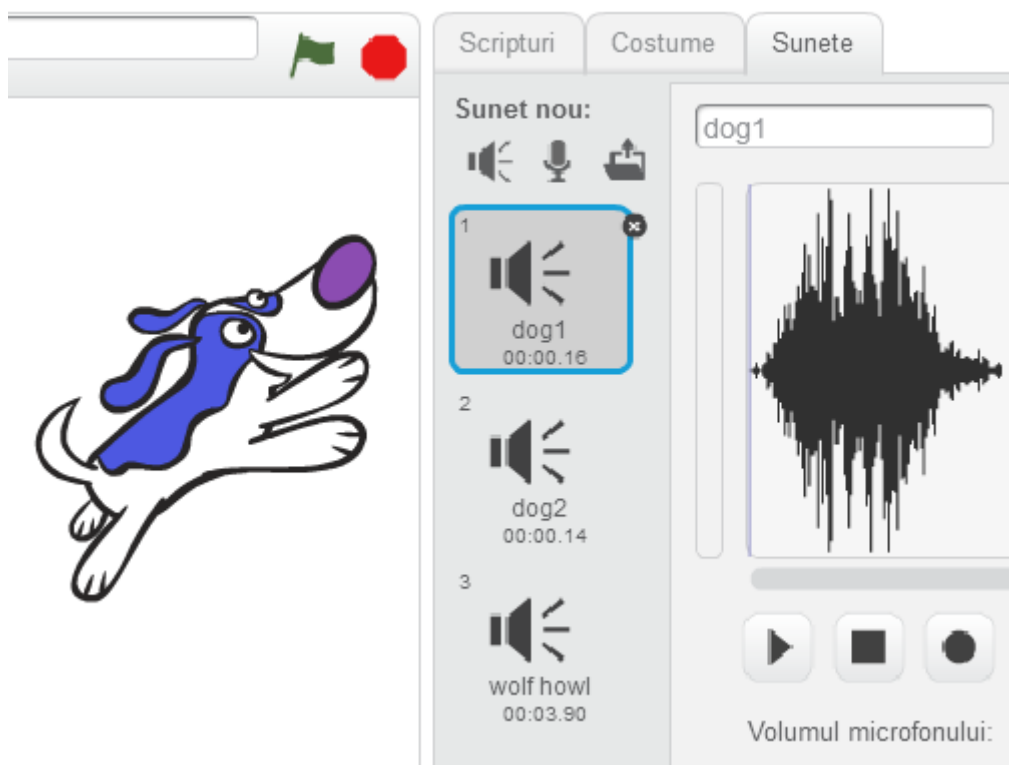 Scripturi
Costume
Sunete
Sunet nou:
dog1
1
dog1
00:00.16
2
dog2
00:00.14
3
wolf howl
00:03.90
Volumul microfonului: